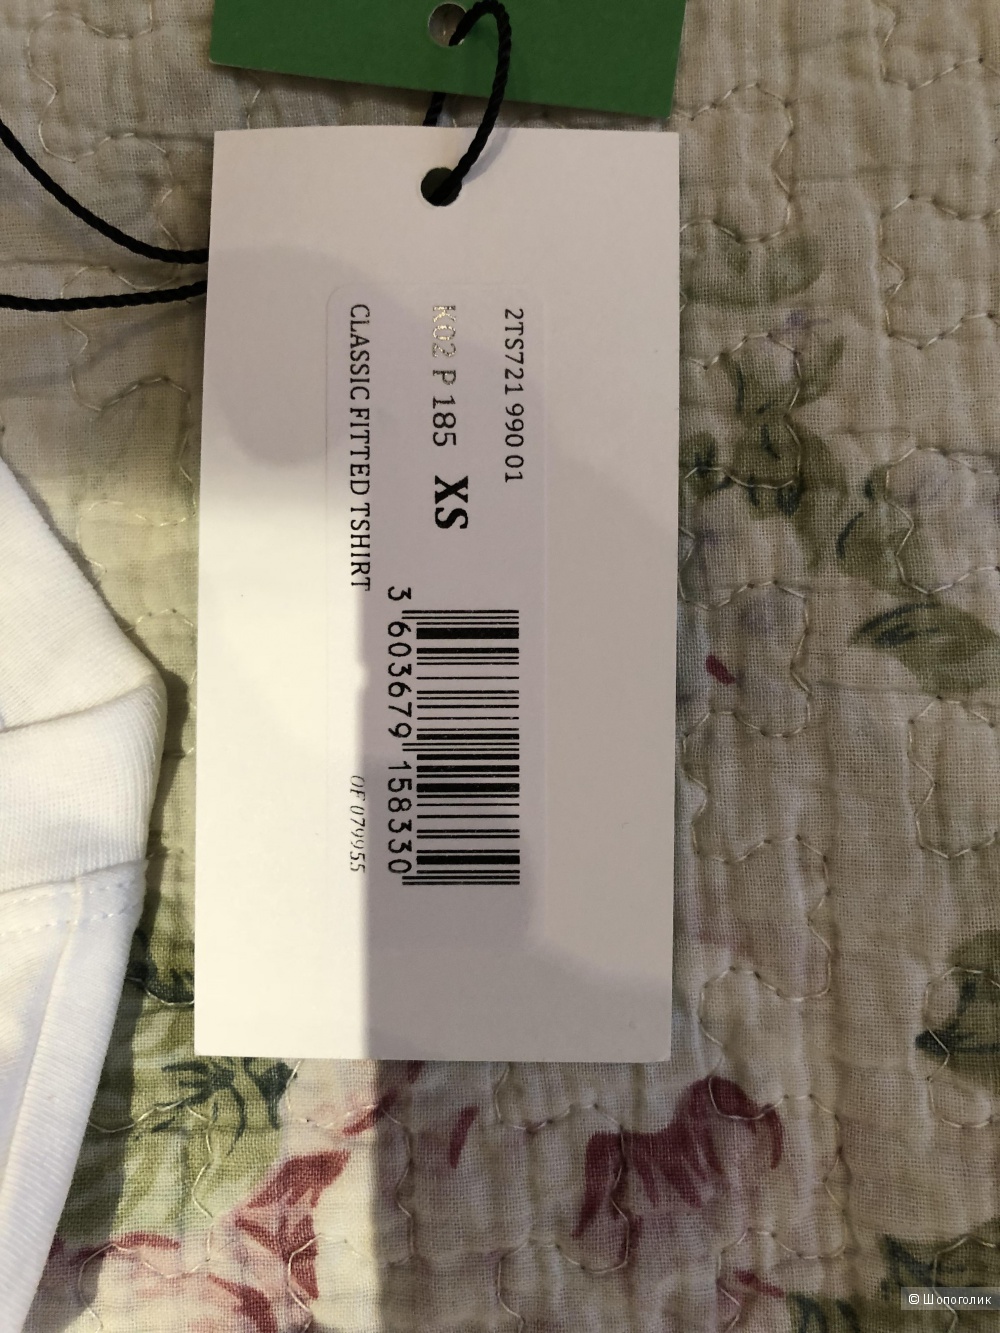 2TS721 990 01
K02 P 185 XS
3 603679 158330
CLASSIC FITTED TSHIRT
OF 079955
© Шопоголик